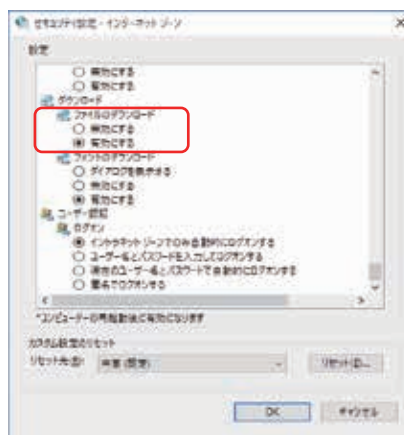 セキュリティ設定 - インターネット ゾーン
設定
無効にする
有効にする
ダウンロード
ファイルのダウンロード
無効にする
有効にする
フォントのダウンロード
ダイアログを表示する
無効にする
有効にする
ユーザー認証
ログオン
イントラネット ゾーンでのみ自動的にログオンする
ユーザー名とパスワードを入力してログオンする
現在のユーザー名とパスワードで自動的にログオンする
匿名でログオンする
*コンピューターの再起動後に有効になります
カスタム設定のリセット
リセット先(R):
中高 (既定)
リセット(E)...
OK
キャンセル